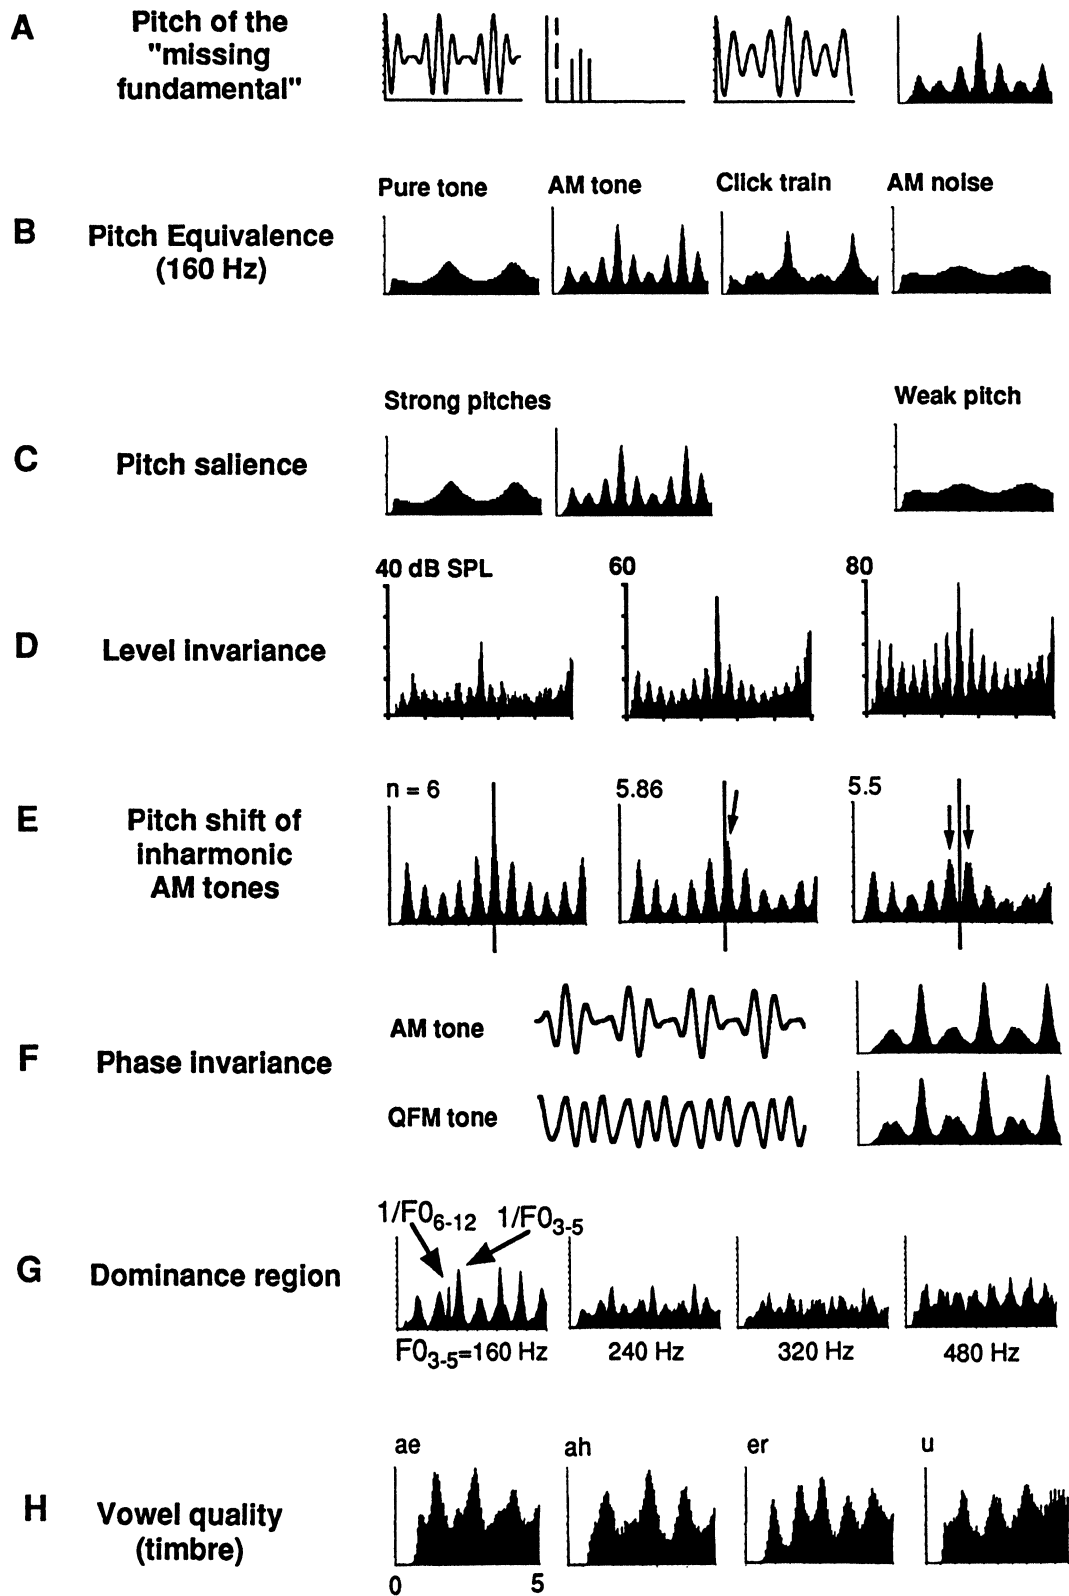 A
Pitch of the
"missing
fundamental"
B
Pitch Equivalence
(160 Hz)
Pure tone
AM tone
Click train
AM noise
C
Pitch salience
Strong pitches
Weak pitch
D
Level invariance
40 dB SPL
60
80
E
Pitch shift of
inharmonic
AM tones
n = 6
5.86
5.5
F
Phase invariance
AM tone
QFM tone
G
Dominance region
1/F0₆₋₁₂
1/F0₃₋₅
F0₃₋₅=160 Hz
240 Hz
320 Hz
480 Hz
H
Vowel quality
(timbre)
ae
ah
er
u
0
5